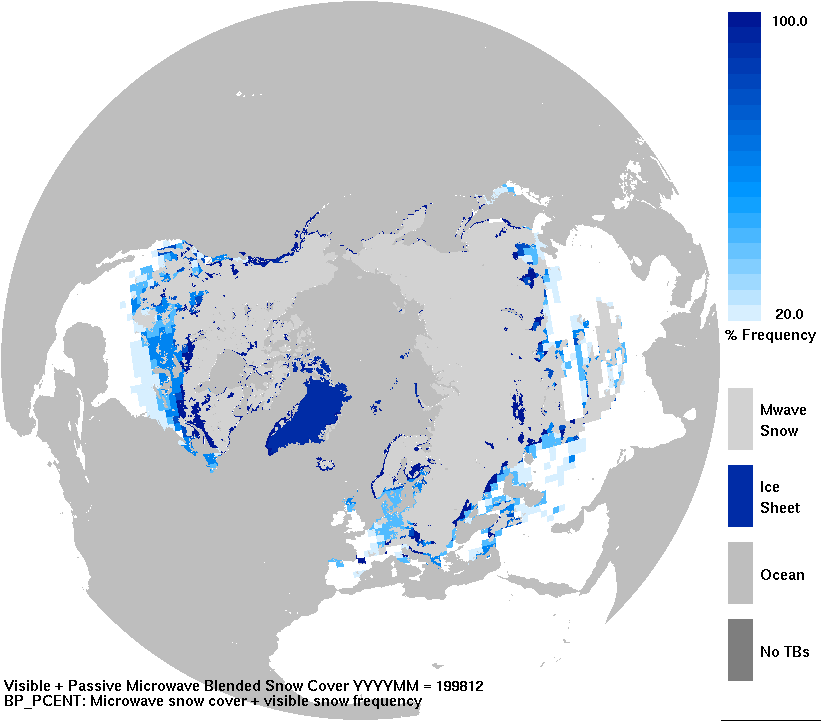 100.0
20.0
% Frequency
Mwave
Snow
Ice
Sheet
Ocean
No TBs
Visible + Passive Microwave Blended Snow Cover YYYYMM = 199812
BP_PCENT: Microwave snow cover + visible snow frequency